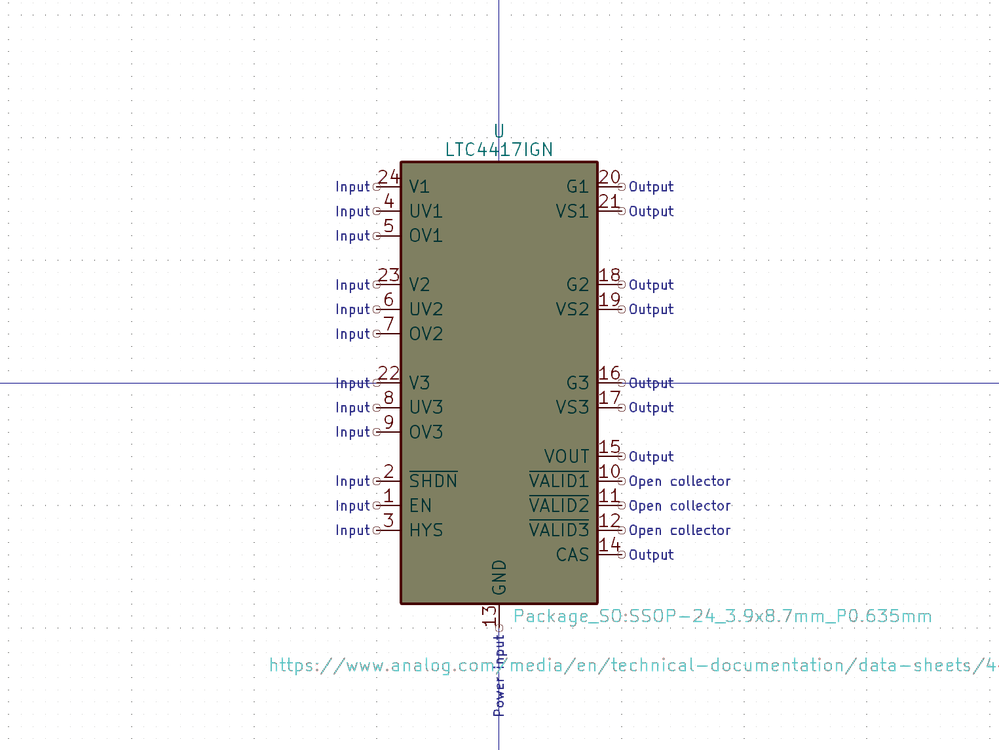 U
LTC4417IGN
Input 24 V1 G1 20 Output
Input 4 UV1 VS1 21 Output
Input 5 OV1
Input 23 V2 G2 18 Output
Input 6 UV2 VS2 19 Output
Input 7 OV2
Input 22 V3 G3 16 Output
Input 8 UV3 VS3 17 Output
Input 9 OV3
VOUT 15 Output
Input 2 SHDN VALID1 10 Open collector
Input 1 EN VALID2 11 Open collector
Input 3 HYS VALID3 12 Open collector
CAS 14 Output
GND
13
Package_SO:SSOP-24_3.9x8.7mm_P0.635mm
Power input
https://www.analog.com/media/en/technical-documentation/data-sheets/4